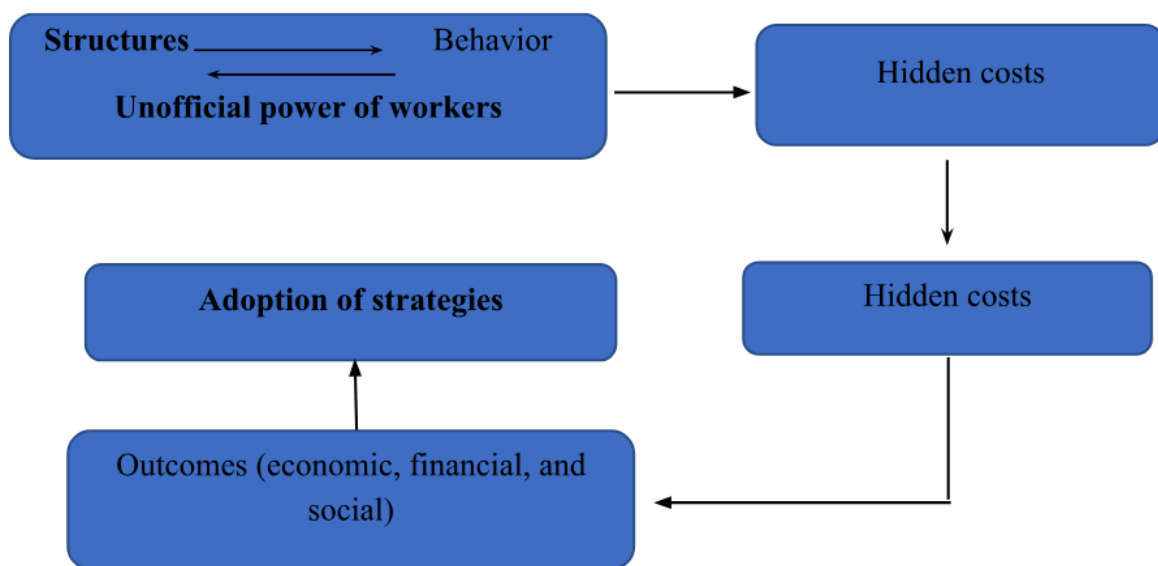 Structures Behavior
Unofficial power of workers
Hidden costs
Hidden costs
Adoption of strategies
Outcomes (economic, financial, and
social)